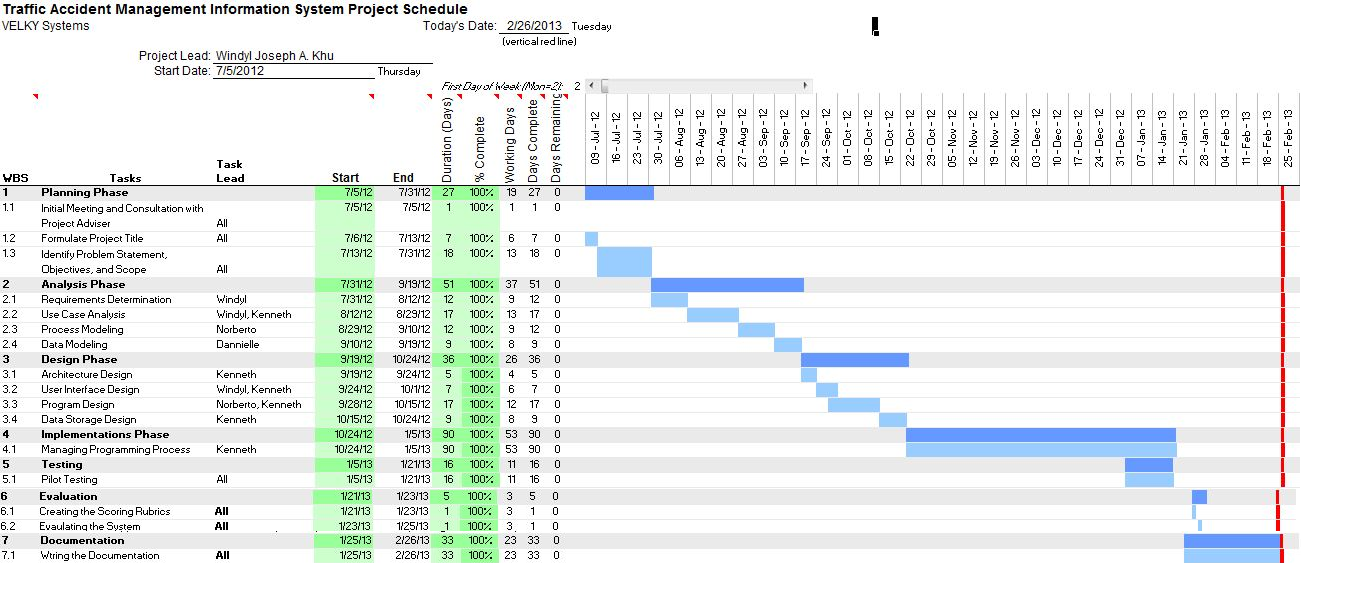 Traffic Accident Management Information System Project Schedule
VELKY Systems
Today's Date: 2/26/2013 Tuesday
(vertical red line)
Project Lead: Windyl Joseph A. Khu
Start Date: 7/5/2012 Thursday
First Day of Week (Mon=2): 2
WBS Tasks Task Lead Start End Duration (Days) % Complete Working Days Days Complete Days Remaining 09 - Jul - 12 16 - Jul - 12 23 - Jul - 12 30 - Jul - 12 06 - Aug - 12 13 - Aug - 12 20 - Aug - 12 27 - Aug - 12 03 - Sep - 12 10 - Sep - 12 17 - Sep - 12 24 - Sep - 12 01 - Oct - 12 08 - Oct - 12 15 - Oct - 12 22 - Oct - 12 29 - Oct - 12 05 - Nov - 12 12 - Nov - 12 19 - Nov - 12 26 - Nov - 12 03 - Dec - 12 10 - Dec - 12 17 - Dec - 12 24 - Dec - 12 31 - Dec - 12 07 - Jan - 13 14 - Jan - 13 21 - Jan - 13 28 - Jan - 13 04 - Feb - 13 11 - Feb - 13 18 - Feb - 13 25 - Feb - 13
1 Planning Phase 7/5/12 7/31/12 27 100% 19 27 0
1.1 Initial Meeting and Consultation with 7/5/12 7/5/12 1 100% 1 1 0
Project Adviser All
1.2 Formulate Project Title All 7/6/12 7/13/12 7 100% 6 7 0
1.3 Identify Problem Statement, 7/13/12 7/31/12 18 100% 13 18 0
Objectives, and Scope All
2 Analysis Phase 7/31/12 9/19/12 51 100% 37 51 0
2.1 Requirements Determination Windyl 7/31/12 8/12/12 12 100% 9 12 0
2.2 Use Case Analysis Windyl, Kenneth 8/12/12 8/29/12 17 100% 13 17 0
2.3 Process Modeling Norberto 8/29/12 9/10/12 12 100% 9 12 0
2.4 Data Modeling Dannielle 9/10/12 9/19/12 9 100% 8 9 0
3 Design Phase 9/19/12 10/24/12 36 100% 26 36 0
3.1 Architecture Design Kenneth 9/19/12 9/24/12 5 100% 4 5 0
3.2 User Interface Design Windyl, Kenneth 9/24/12 10/1/12 7 100% 6 7 0
3.3 Program Design Norberto, Kenneth 9/28/12 10/15/12 17 100% 12 17 0
3.4 Data Storage Design Kenneth 10/15/12 10/24/12 9 100% 8 9 0
4 Implementations Phase 10/24/12 1/5/13 90 100% 53 90 0
4.1 Managing Programming Process Kenneth 10/24/12 1/5/13 90 100% 53 90 0
5 Testing 1/5/13 1/21/13 16 100% 11 16 0
5.1 Pilot Testing All 1/5/13 1/21/13 16 100% 11 16 0
6 Evaluation 1/21/13 1/23/13 5 100% 3 5 0
6.1 Creating the Scoring Rubrics All 1/21/13 1/23/13 1 100% 3 1 0
6.2 Evaulating the System All 1/23/13 1/25/13 1 100% 3 1 0
7 Documentation 1/25/13 2/26/13 33 100% 23 33 0
7.1 Wtring the Documentation All 1/25/13 2/26/13 33 100% 23 33 0